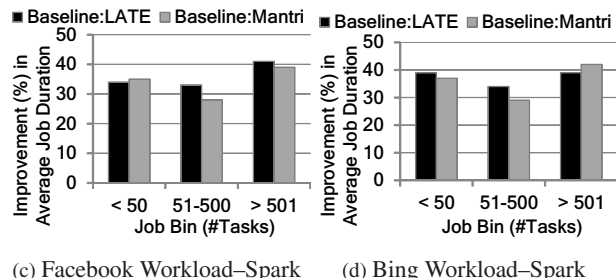 Baseline:LATE Baseline:Mantri
Improvement (%) in
Average Job Duration
50
40
30
20
10
0
< 50 51-500 > 501
Job Bin (#Tasks)
(c) Facebook Workload–Spark
Baseline:LATE Baseline:Mantri
Improvement (%) in
Average Job Duration
50
40
30
20
10
0
< 50 51-500 > 501
Job Bin (#Tasks)
(d) Bing Workload–Spark